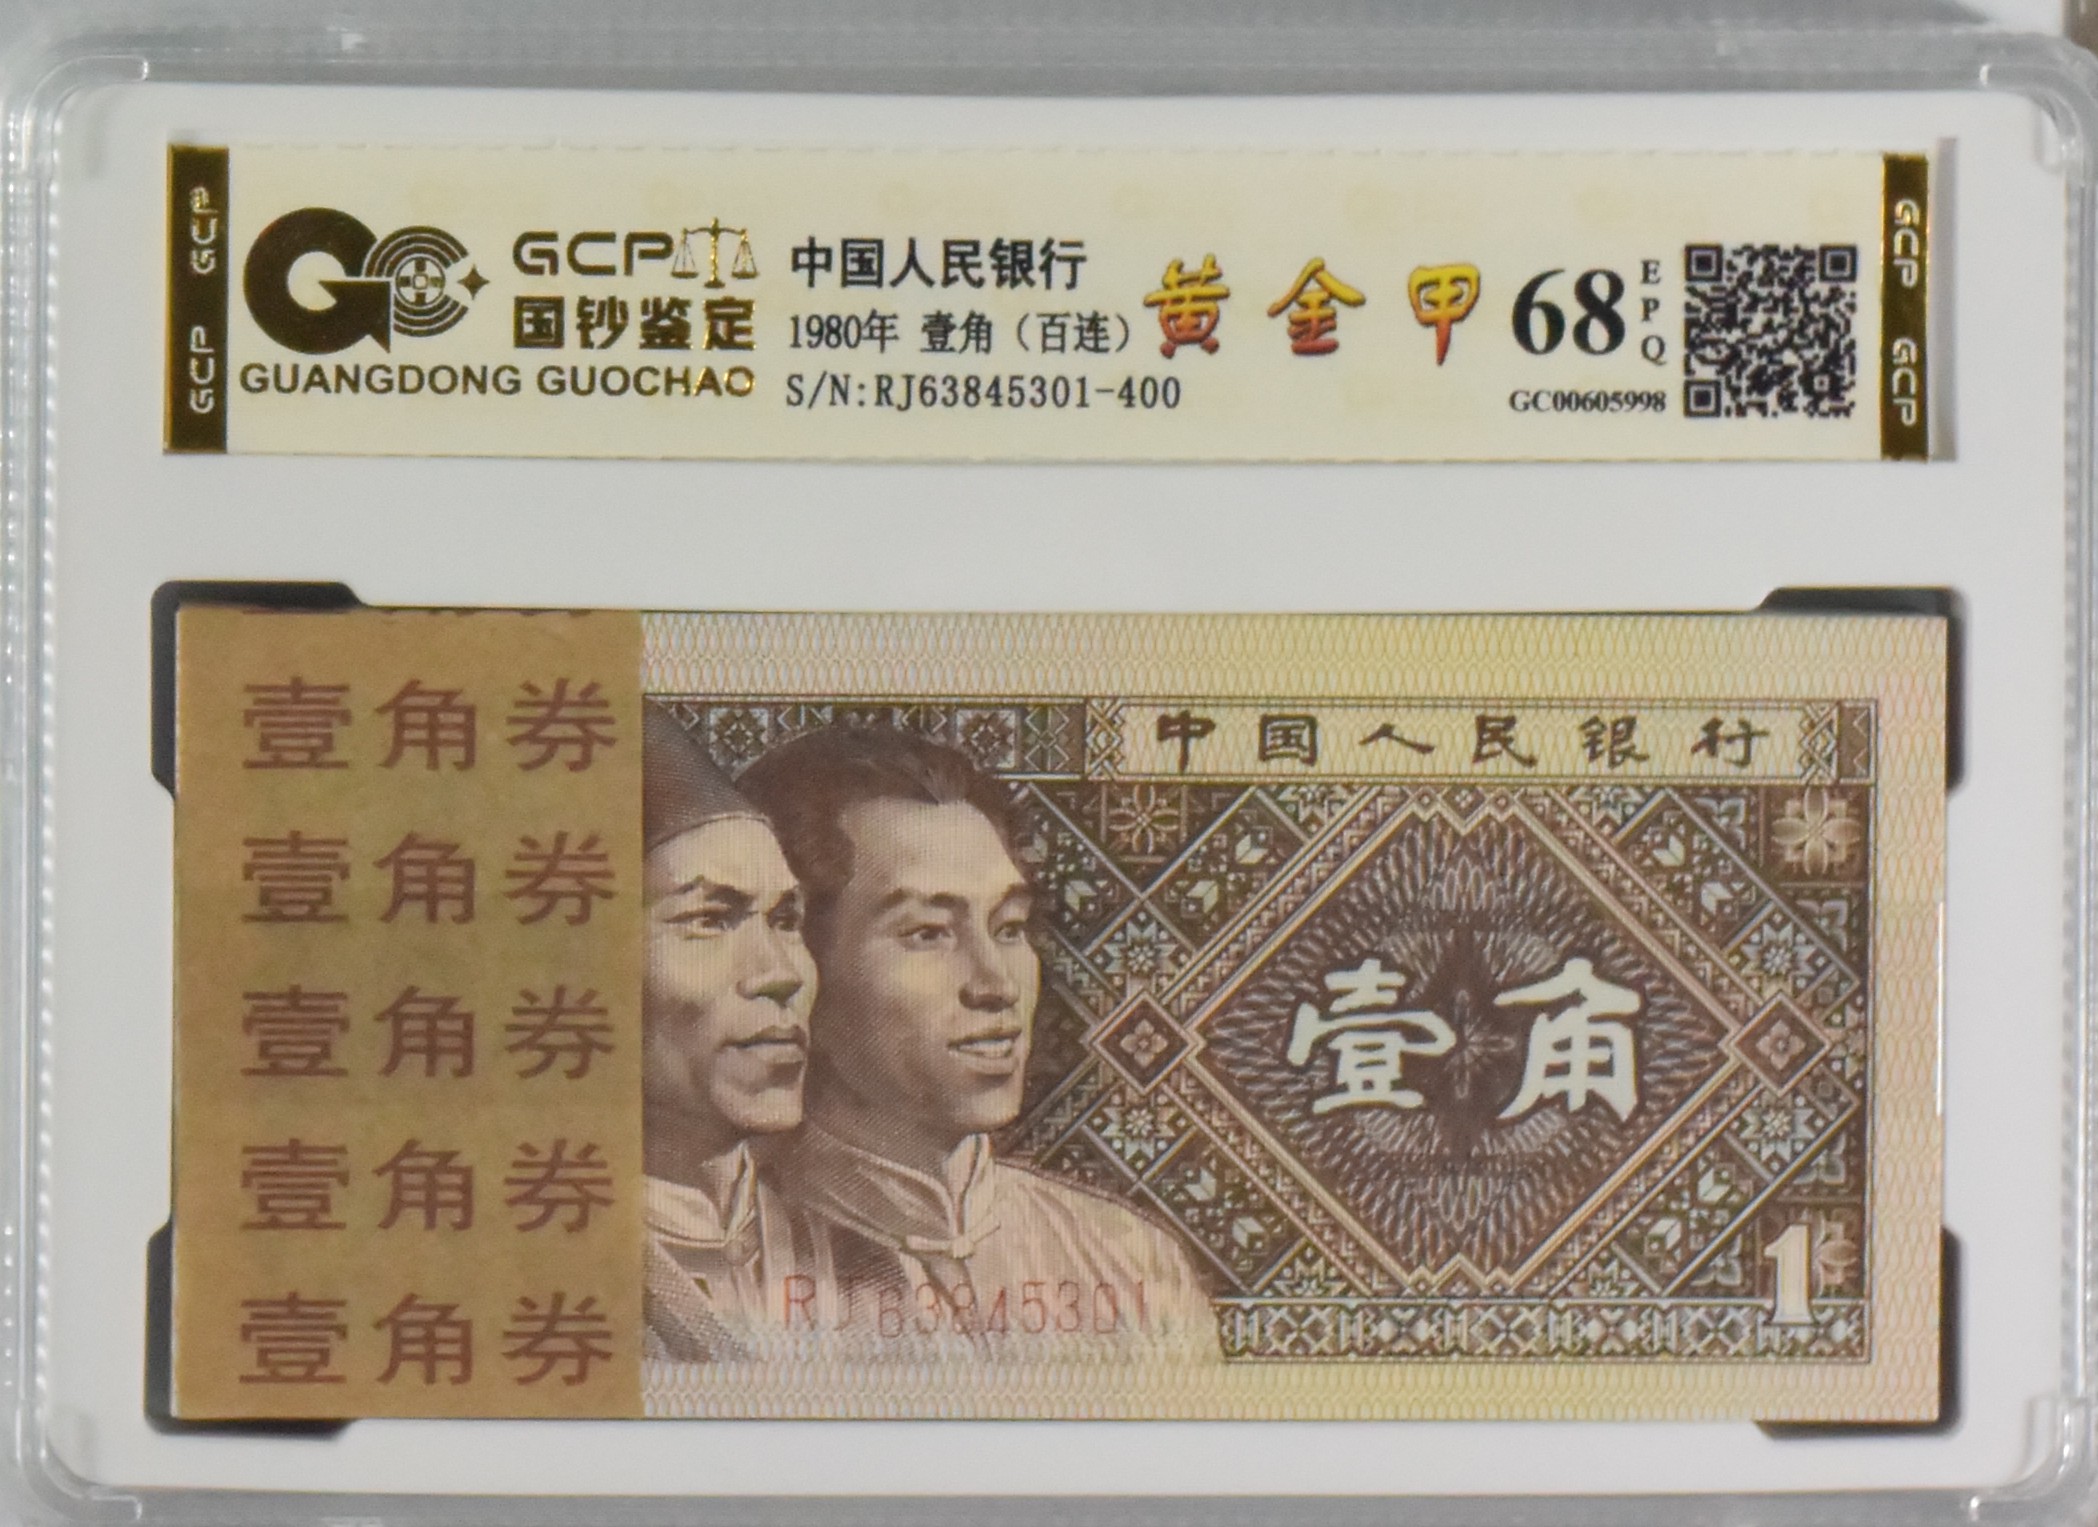 GCP GCP
GCP
国钞鉴定
GUANGDONG GUOCHAO
中国人民银行
1980年 壹角（百连）
S/N:RJ63845301-400
黄金甲
68
EPQ
GC00605998
GCP GCP
壹角券
壹角券
壹角券
壹角券
壹角券
中国人民银行
壹角
1
RJ63845301